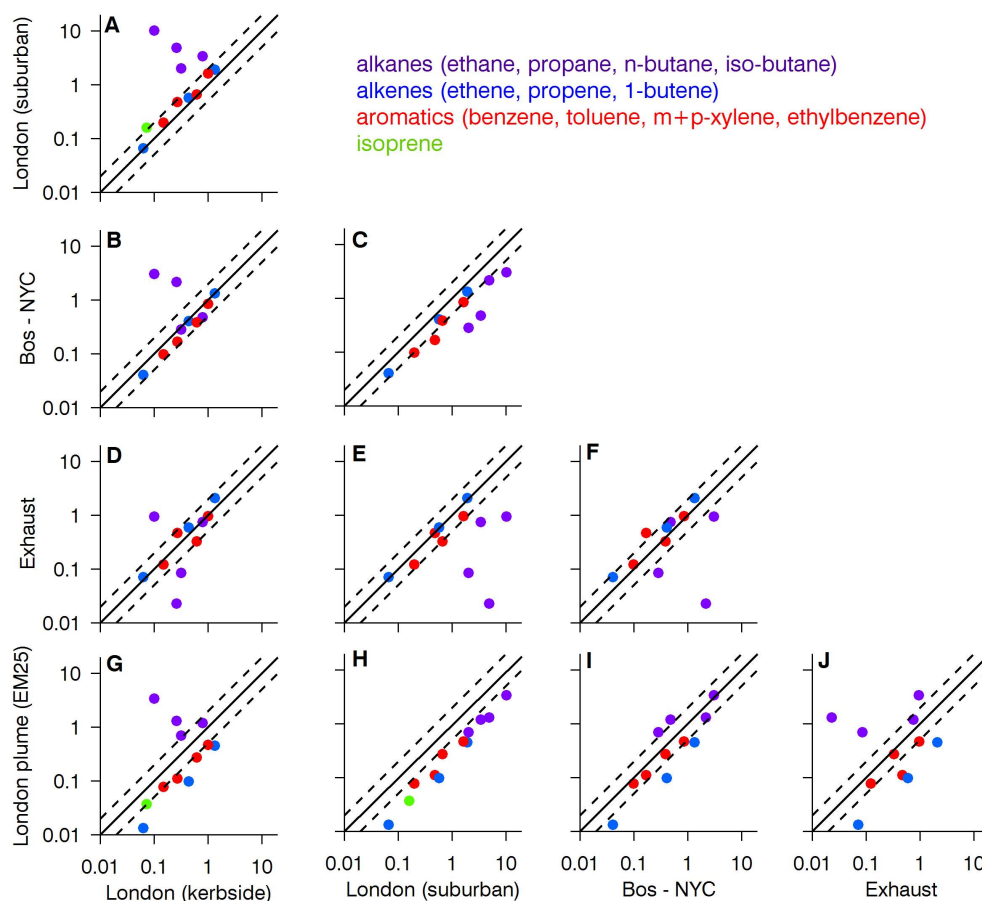 A
10
1
0.1
0.01
London (suburban)
alkanes (ethane, propane, n-butane, iso-butane)
alkenes (ethene, propene, 1-butene)
aromatics (benzene, toluene, m+p-xylene, ethylbenzene)
isoprene
B
10
1
0.1
0.01
Bos - NYC
C
D
10
1
0.1
0.01
Exhaust
E
F
G
10
1
0.1
0.01
London plume (EM25)
H
I
J
0.01 0.1 1 10
London (kerbside)
0.01 0.1 1 10
London (suburban)
0.01 0.1 1 10
Bos - NYC
0.01 0.1 1 10
Exhaust